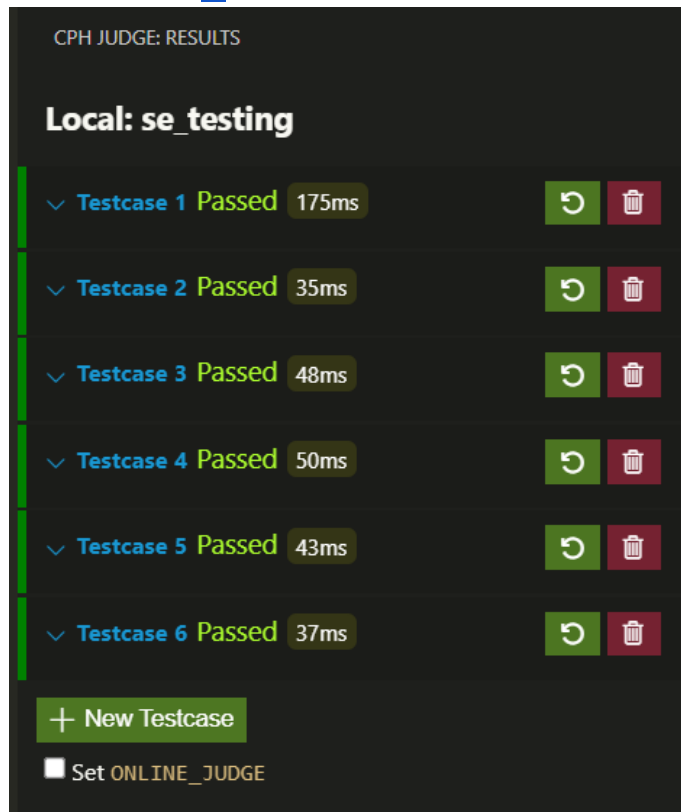 CPH JUDGE: RESULTS
Local: se_testing
Testcase 1 Passed 175ms
Testcase 2 Passed 35ms
Testcase 3 Passed 48ms
Testcase 4 Passed 50ms
Testcase 5 Passed 43ms
Testcase 6 Passed 37ms
+ New Testcase
Set ONLINE_JUDGE